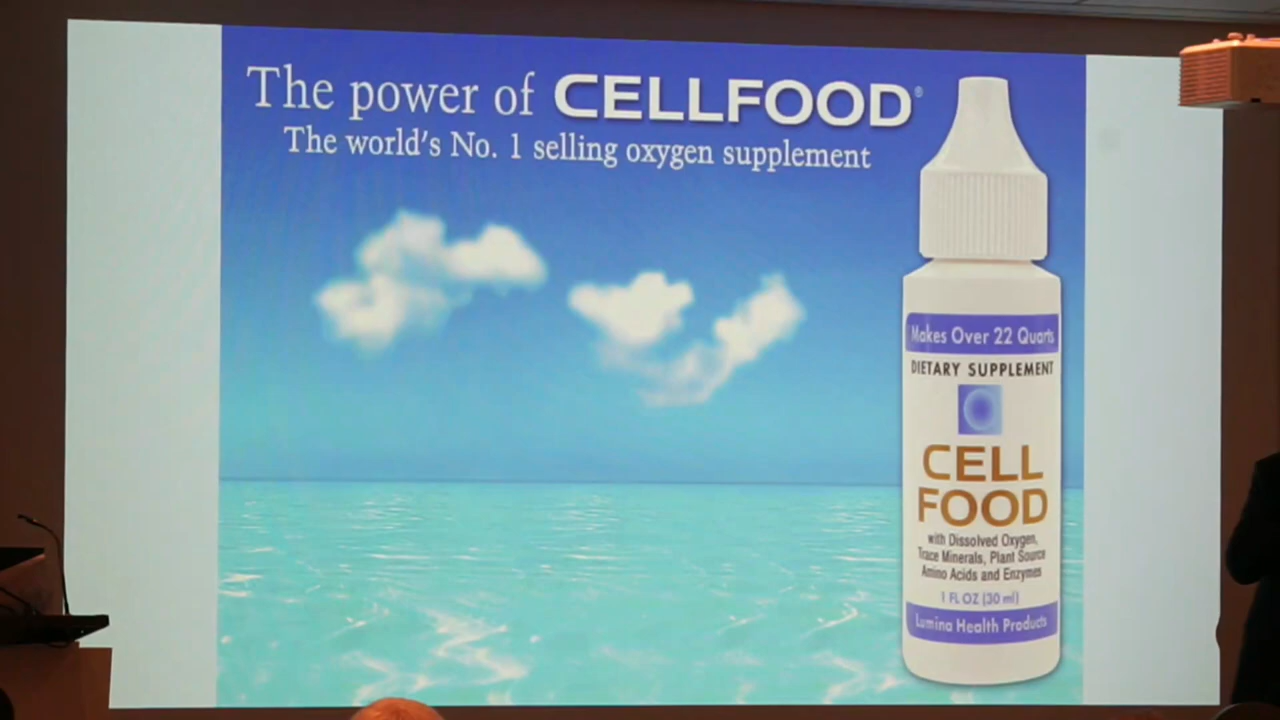 The power of CELLFOOD®
The world's No. 1 selling oxygen supplement
Makes Over 22 Quarts
DIETARY SUPPLEMENT
CELL
FOOD
with Dissolved Oxygen,
Trace Minerals, Plant Source
Amino Acids and Enzymes
1 FL OZ (30 ml)
Lumina Health Products